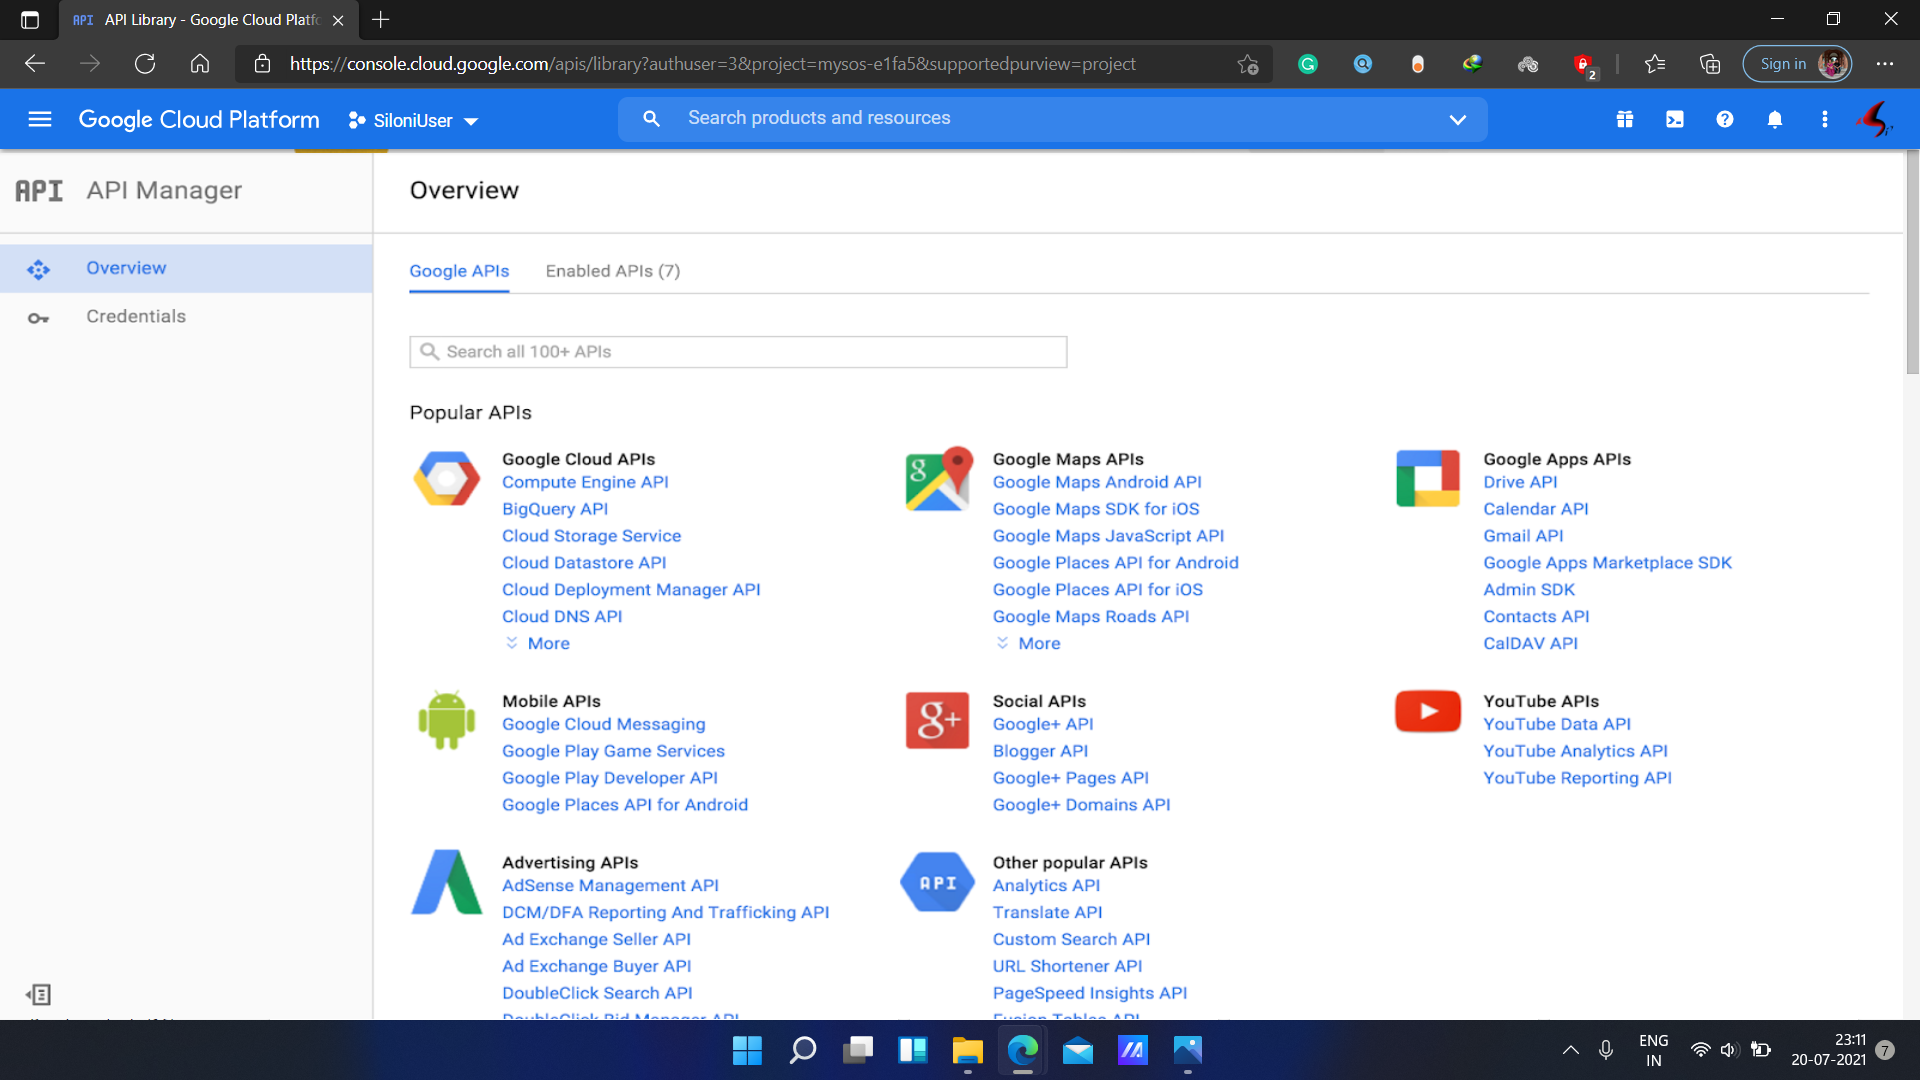 API API Library - Google Cloud Platfo
https://console.cloud.google.com/apis/library?authuser=3&project=mysos-e1fa5&supportedpurview=project
2
Sign in
Google Cloud Platform
SiloniUser
Search products and resources
API API Manager
Overview
Credentials
Overview
Google APIs
Enabled APIs (7)
Search all 100+ APIs
Popular APIs
Google Cloud APIs
Compute Engine API
BigQuery API
Cloud Storage Service
Cloud Datastore API
Cloud Deployment Manager API
Cloud DNS API
More
Google Maps APIs
Google Maps Android API
Google Maps SDK for iOS
Google Maps JavaScript API
Google Places API for Android
Google Places API for iOS
Google Maps Roads API
More
Google Apps APIs
Drive API
Calendar API
Gmail API
Google Apps Marketplace SDK
Admin SDK
Contacts API
CalDAV API
Mobile APIs
Google Cloud Messaging
Google Play Game Services
Google Play Developer API
Google Places API for Android
g+
Social APIs
Google+ API
Blogger API
Google+ Pages API
Google+ Domains API
YouTube APIs
YouTube Data API
YouTube Analytics API
YouTube Reporting API
Advertising APIs
AdSense Management API
DCM/DFA Reporting And Trafficking API
Ad Exchange Seller API
Ad Exchange Buyer API
DoubleClick Search API
DoubleClick Bid Manager API
API
Other popular APIs
Analytics API
Translate API
Custom Search API
URL Shortener API
PageSpeed Insights API
Fusion Tables API
ENG
IN
23:11
20-07-2021
7